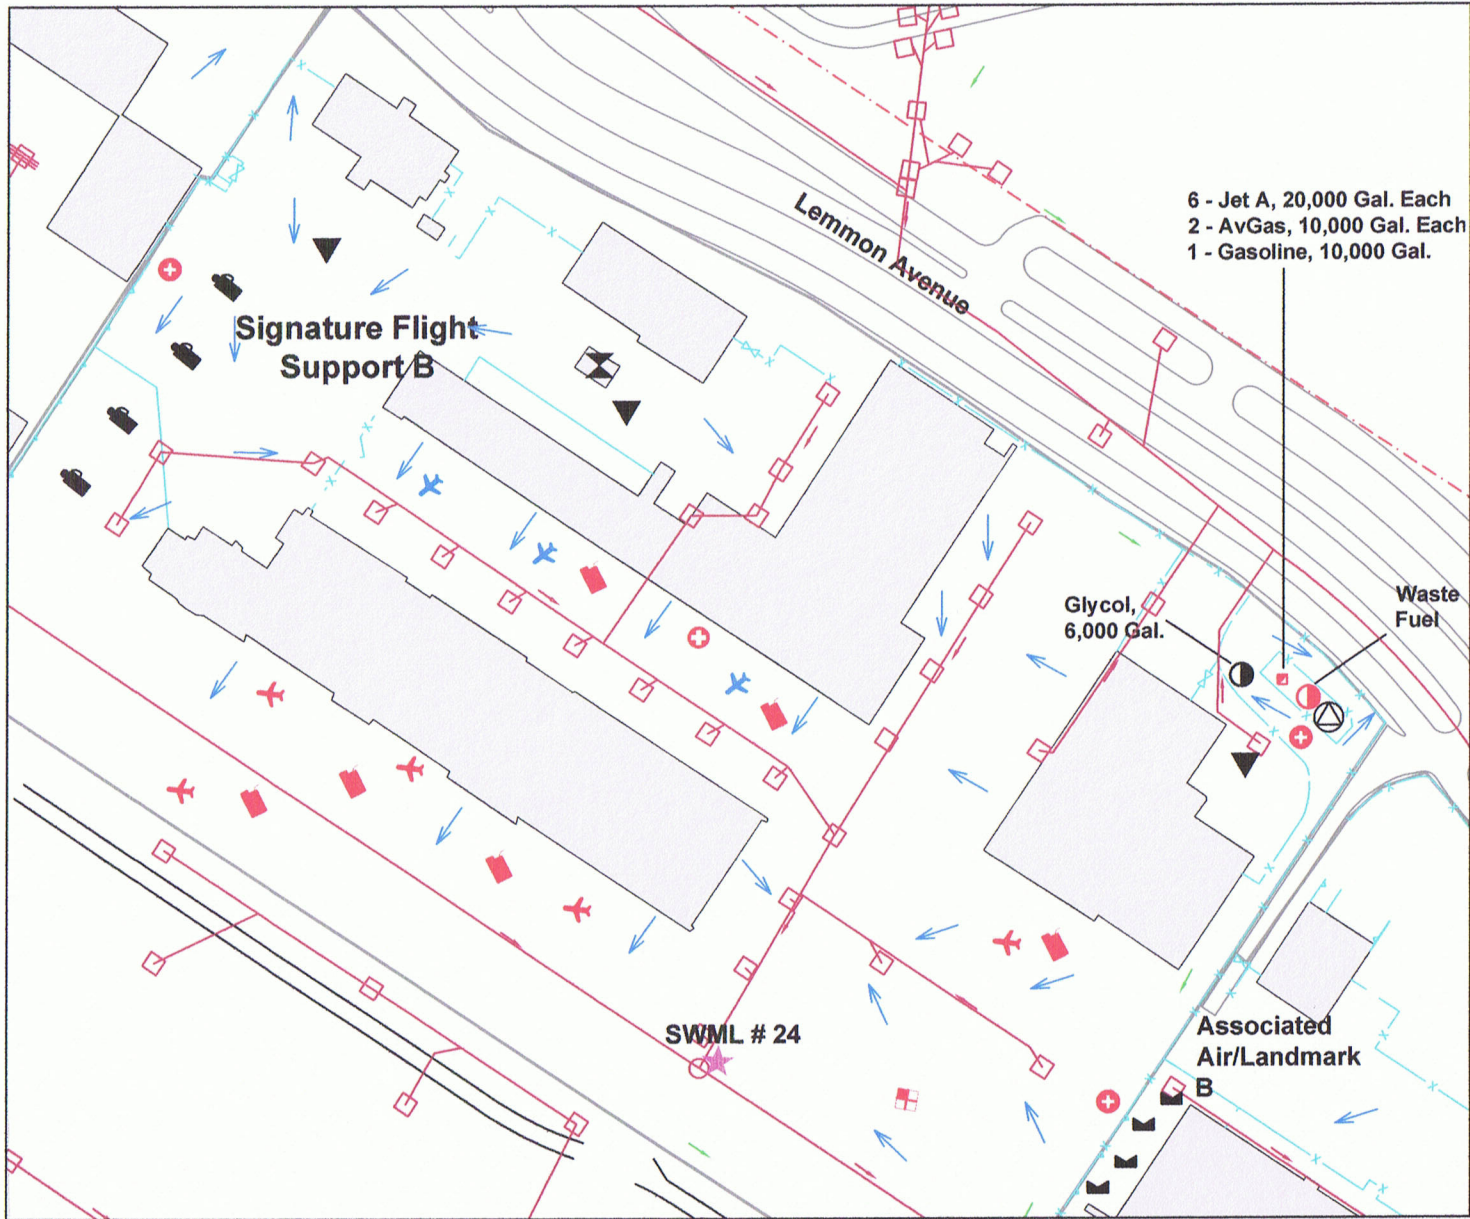 6 - Jet A, 20,000 Gal. Each
2 - AvGas, 10,000 Gal. Each
1 - Gasoline, 10,000 Gal.
Lemmon Avenue
Signature Flight
Support B
Glycol,
6,000 Gal.
Waste
Fuel
SWML # 24
Associated
Air/Landmark
B